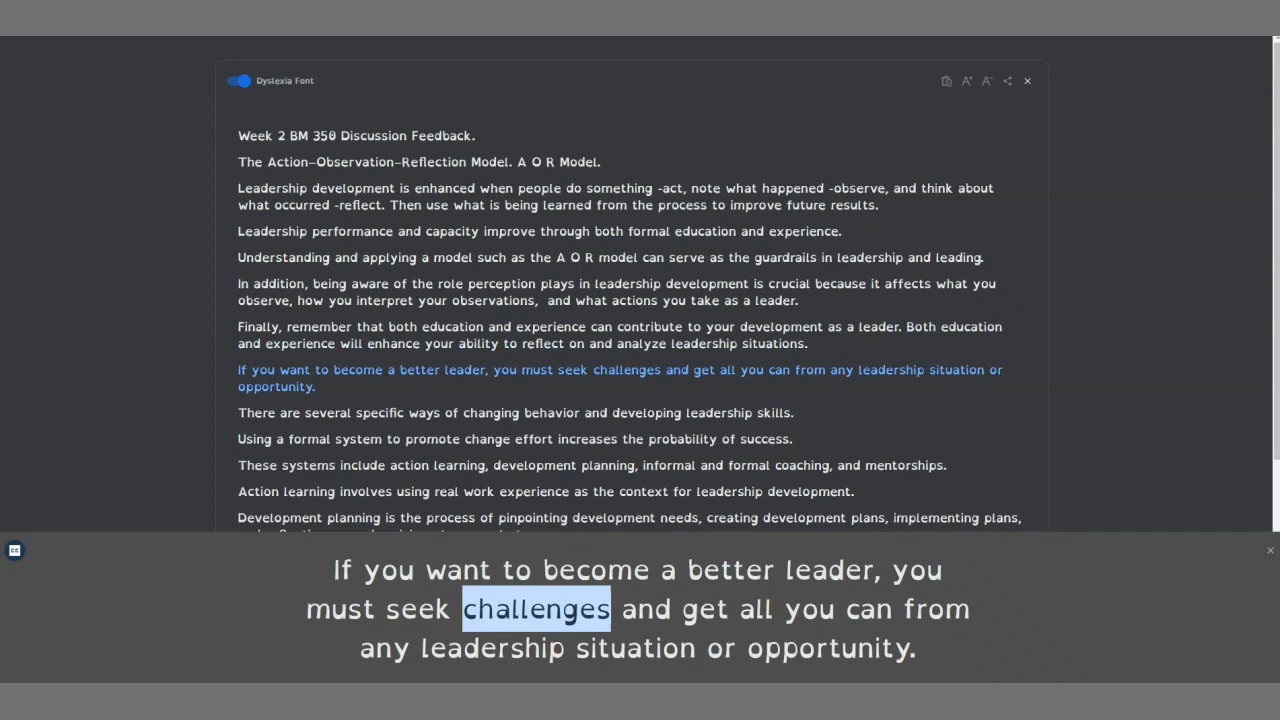 Dyslexia Font
Week 2 BM 350 Discussion Feedback.
The Action-Observation-Reflection Model. A O R Model.
Leadership development is enhanced when people do something -act, note what happened -observe, and think about
what occurred -reflect. Then use what is being learned from the process to improve future results.
Leadership performance and capacity improve through both formal education and experience.
Understanding and applying a model such as the A O R model can serve as the guardrails in leadership and leading.
In addition, being aware of the role perception plays in leadership development is crucial because it affects what you
observe, how you interpret your observations,  and what actions you take as a leader.
Finally, remember that both education and experience can contribute to your development as a leader. Both education
and experience will enhance your ability to reflect on and analyze leadership situations.
If you want to become a better leader, you must seek challenges and get all you can from any leadership situation or
opportunity.
There are several specific ways of changing behavior and developing leadership skills.
Using a formal system to promote change effort increases the probability of success.
These systems include action learning, development planning, informal and formal coaching, and mentorships.
Action learning involves using real work experience as the context for leadership development.
Development planning is the process of pinpointing development needs, creating development plans, implementing plans,
CC
If you want to become a better leader, you
must seek challenges and get all you can from
any leadership situation or opportunity.